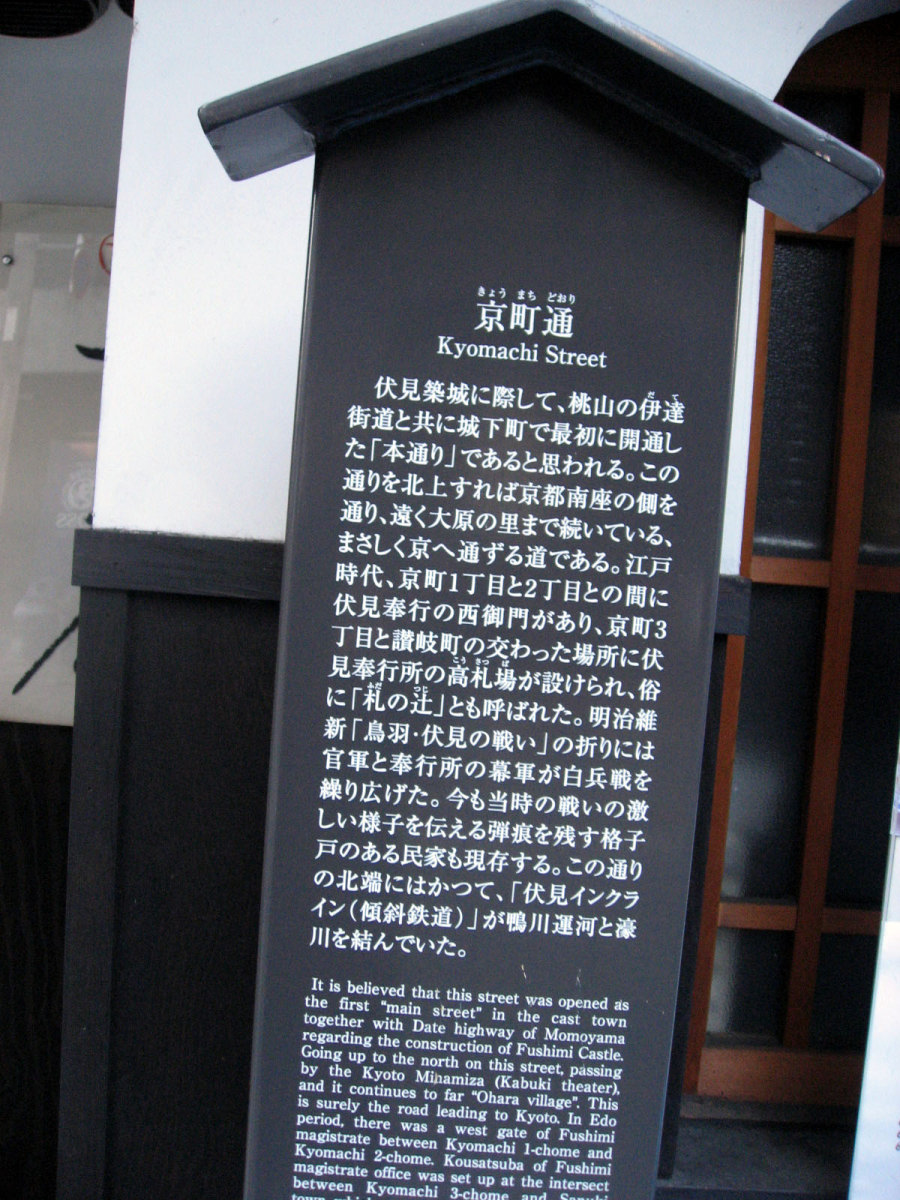 きょう まち どおり
京町通
Kyomachi Street
伏見築城に際して、桃山の伊達
だて
街道と共に城下町で最初に開通し
た「本通り」であると思われる。この
通りを北上すれば京都南座の側を
通り、遠く大原の里まで続いている、
まさしく京へ通ずる道である。江戸
時代、京町1丁目と2丁目との間に
伏見奉行の西御門があり、京町3
丁目と讃岐町の交わった場所に伏
こう さつ ば
見奉行所の高札場が設けられ、俗
ふだ つじ
に「札の辻」とも呼ばれた。明治維
新「鳥羽・伏見の戦い」の折りには
官軍と奉行所の幕軍が白兵戦を
繰り広げた。今も当時の戦いの激
しい様子を伝える弾痕を残す格子
戸のある民家も現存する。この通り
の北端にはかつて、「伏見インクラ
イン(傾斜鉄道)」が鴨川運河と濠
川を結んでいた。
It is believed that this street was opened as
the first "main street" in the cast town
together with Date highway of Momoyama
regarding the construction of Fushimi Castle.
Going up to the north on this street, passing
by the Kyoto Minamiza (Kabuki theater),
and it continues to far "Ohara village". This
is surely the road leading to Kyoto. In Edo
period, there was a west gate of Fushimi
magistrate between Kyomachi 1-chome and
Kyomachi 2-chome. Kousatsuba of Fushimi
magistrate office was set up at the intersect
between Kyomachi 3-chome and Sanuki